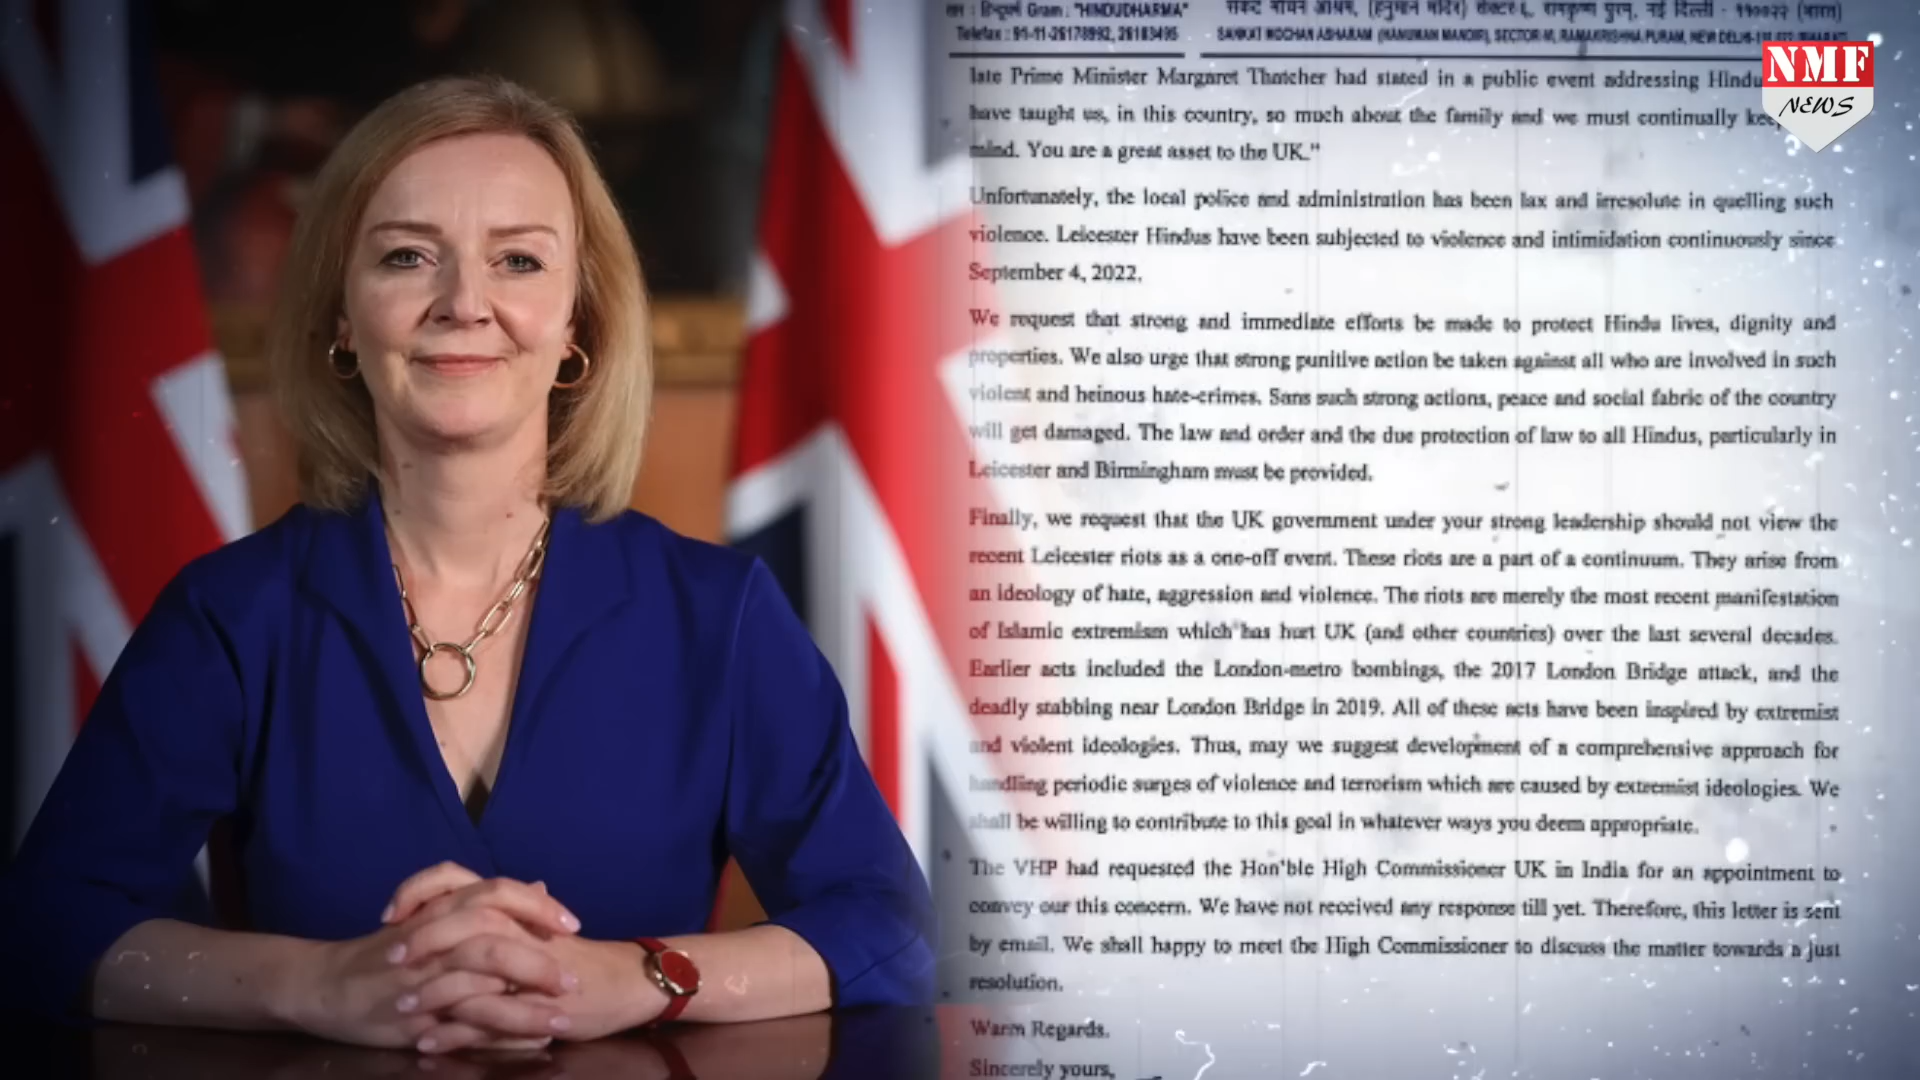 Gram : "HINDUDHARMA"
Telefax : 91-11-26178992, 26183495
संकट मोचन आश्रम, (हनुमान मंदिर) सेक्टर ६, रामकृष्ण पुरम, नई दिल्ली - ११००२२ (भारत)
SANKAT MOCHAN ASHARAM (HANUMAN MANDIR), SECTOR-VI, RAMAKRISHNA PURAM, NEW DELHI-110 022 BHARAT
NMF
NEWS
late Prime Minister Margaret Thatcher had stated in a public event addressing Hindu
have taught us, in this country, so much about the family and we must continually
mind. You are a great asset to the UK."
Unfortunately, the local police and administration has been lax and irresolute in quelling such
violence. Leicester Hindus have been subjected to violence and intimidation continuously since
September 4, 2022.
We request that strong and immediate efforts be made to protect Hindu lives, dignity and
properties. We also urge that strong punitive action be taken against all who are involved in such
violent and heinous hate-crimes. Sans such strong actions, peace and social fabric of the country
will get damaged. The law and order and the due protection of law to all Hindus, particularly in
Leicester and Birmingham must be provided.
Finally, we request that the UK government under your strong leadership should not view the
recent Leicester riots as a one-off event. These riots are a part of a continuum. They arise from
an ideology of hate, aggression and violence. The riots are merely the most recent manifestation
of Islamic extremism which has hurt UK (and other countries) over the last several decades.
Earlier acts included the London-metro bombings, the 2017 London Bridge attack, and the
deadly stabbing near London Bridge in 2019. All of these acts have been inspired by extremist
and violent ideologies. Thus, may we suggest development of a comprehensive approach for
handling periodic surges of violence and terrorism which are caused by extremist ideologies. We
shall be willing to contribute to this goal in whatever ways you deem appropriate.
The VHP had requested the Hon'ble High Commissioner UK in India for an appointment to
convey our this concern. We have not received any response till yet. Therefore, this letter is sent
by email. We shall happy to meet the High Commissioner to discuss the matter towards a just
resolution.
Warm Regards.
Sincerely yours,